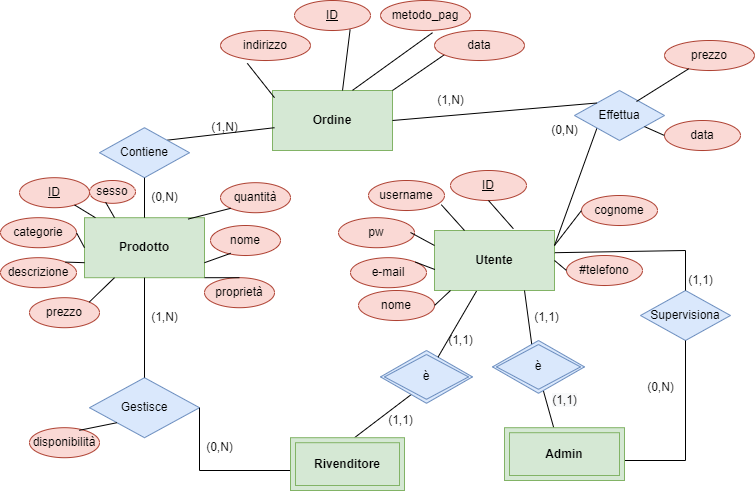 ID
metodo_pag
indirizzo
data
prezzo
(1,N)
Ordine
Effettua
(1,N)
(0,N)
data
Contiene
ID
sesso
(0,N)
quantità
username
ID
cognome
categorie
Prodotto
nome
pw
Utente
descrizione
e-mail
#telefono
proprietà
nome
(1,1)
prezzo
(1,N)
(1,1)
Supervisiona
(1,1)
è
è
(0,N)
Gestisce
(1,1)
(1,1)
disponibilità
(0,N)
Rivenditore
Admin